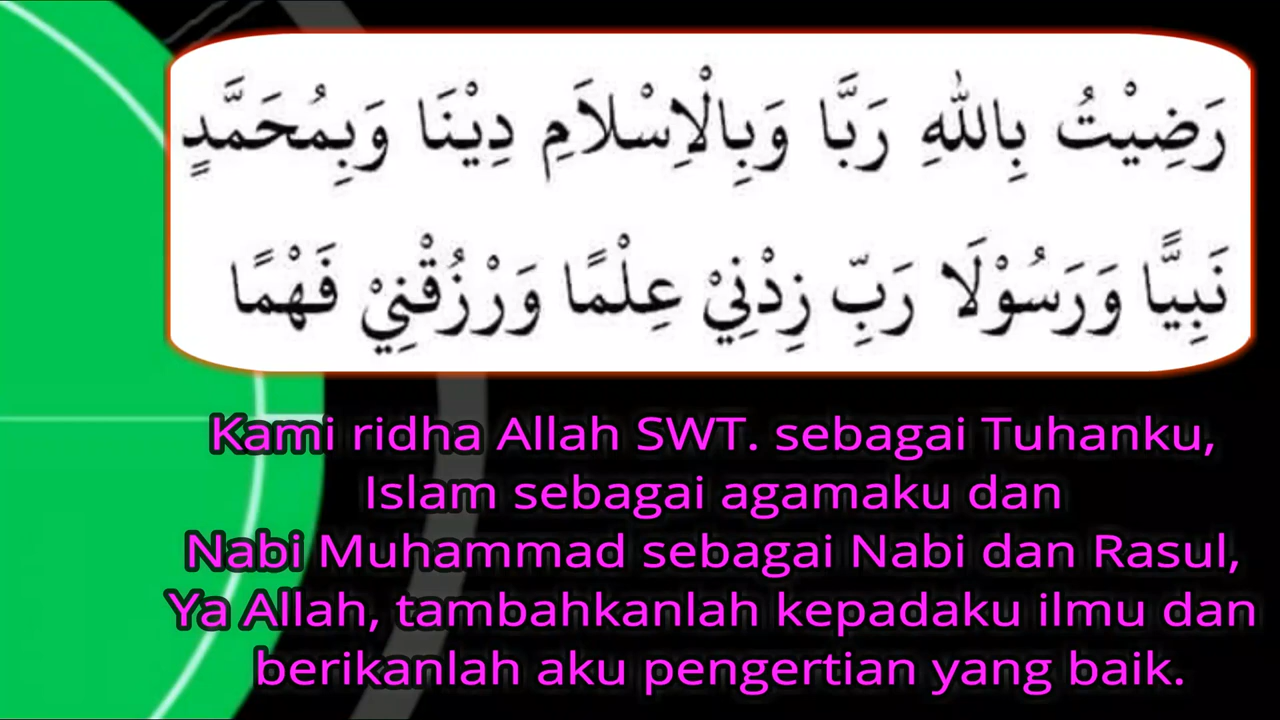 رَضِيْتُ بِاللهِ رَبًّا وَبِالْاِسْلَامِ دِيْنَا وَبِمُحَمَّدٍ
نَبِيًّا وَرَسُوْلَا رَبِّ زِدْنِيْ عِلْمًا وَرْزُقْنِيْ فَهْمًا
Kami ridha Allah SWT. sebagai Tuhanku,
Islam sebagai agamaku dan
Nabi Muhammad sebagai Nabi dan Rasul,
Ya Allah, tambahkanlah kepadaku ilmu dan
berikanlah aku pengertian yang baik.